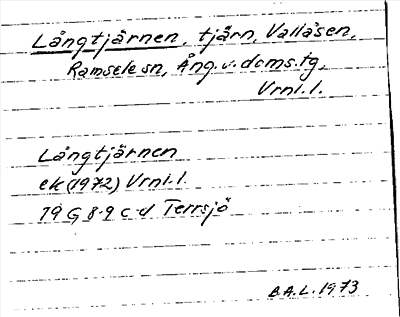 Långtjärnen, tjärn, Vallåsen,
Ramsele sn, Ång. v. doms.tg,
Vrnl.l.
Långtjärnen
ek (1972) Vrnl.l.
19 G 8-9 c-d Terrsjö
B.A.L. 1973